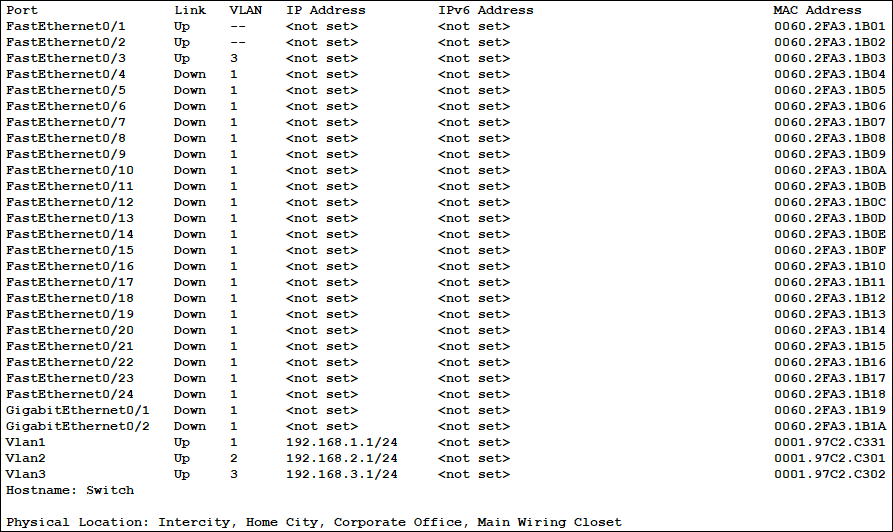 Port Link VLAN IP Address IPv6 Address MAC Address
FastEthernet0/1 Up -- <not set> <not set> 0060.2FA3.1B01
FastEthernet0/2 Up -- <not set> <not set> 0060.2FA3.1B02
FastEthernet0/3 Up 3 <not set> <not set> 0060.2FA3.1B03
FastEthernet0/4 Down 1 <not set> <not set> 0060.2FA3.1B04
FastEthernet0/5 Down 1 <not set> <not set> 0060.2FA3.1B05
FastEthernet0/6 Down 1 <not set> <not set> 0060.2FA3.1B06
FastEthernet0/7 Down 1 <not set> <not set> 0060.2FA3.1B07
FastEthernet0/8 Down 1 <not set> <not set> 0060.2FA3.1B08
FastEthernet0/9 Down 1 <not set> <not set> 0060.2FA3.1B09
FastEthernet0/10 Down 1 <not set> <not set> 0060.2FA3.1B0A
FastEthernet0/11 Down 1 <not set> <not set> 0060.2FA3.1B0B
FastEthernet0/12 Down 1 <not set> <not set> 0060.2FA3.1B0C
FastEthernet0/13 Down 1 <not set> <not set> 0060.2FA3.1B0D
FastEthernet0/14 Down 1 <not set> <not set> 0060.2FA3.1B0E
FastEthernet0/15 Down 1 <not set> <not set> 0060.2FA3.1B0F
FastEthernet0/16 Down 1 <not set> <not set> 0060.2FA3.1B10
FastEthernet0/17 Down 1 <not set> <not set> 0060.2FA3.1B11
FastEthernet0/18 Down 1 <not set> <not set> 0060.2FA3.1B12
FastEthernet0/19 Down 1 <not set> <not set> 0060.2FA3.1B13
FastEthernet0/20 Down 1 <not set> <not set> 0060.2FA3.1B14
FastEthernet0/21 Down 1 <not set> <not set> 0060.2FA3.1B15
FastEthernet0/22 Down 1 <not set> <not set> 0060.2FA3.1B16
FastEthernet0/23 Down 1 <not set> <not set> 0060.2FA3.1B17
FastEthernet0/24 Down 1 <not set> <not set> 0060.2FA3.1B18
GigabitEthernet0/1 Down 1 <not set> <not set> 0060.2FA3.1B19
GigabitEthernet0/2 Down 1 <not set> <not set> 0060.2FA3.1B1A
Vlan1 Up 1 192.168.1.1/24 <not set> 0001.97C2.C331
Vlan2 Up 2 192.168.2.1/24 <not set> 0001.97C2.C301
Vlan3 Up 3 192.168.3.1/24 <not set> 0001.97C2.C302
Hostname: Switch
Physical Location: Intercity, Home City, Corporate Office, Main Wiring Closet